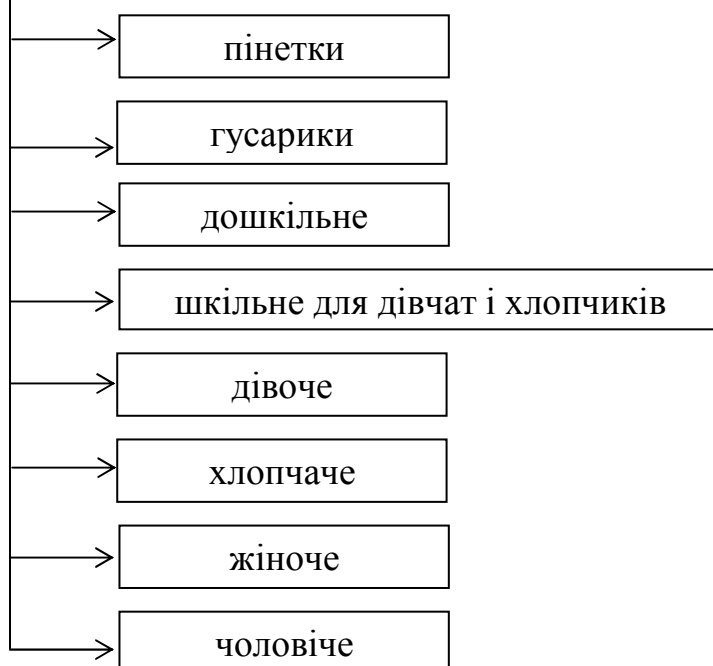 пінетки
гусарики
дошкільне
шкільне для дівчат і хлопчиків
дівоче
хлопчаче
жіноче
чоловіче